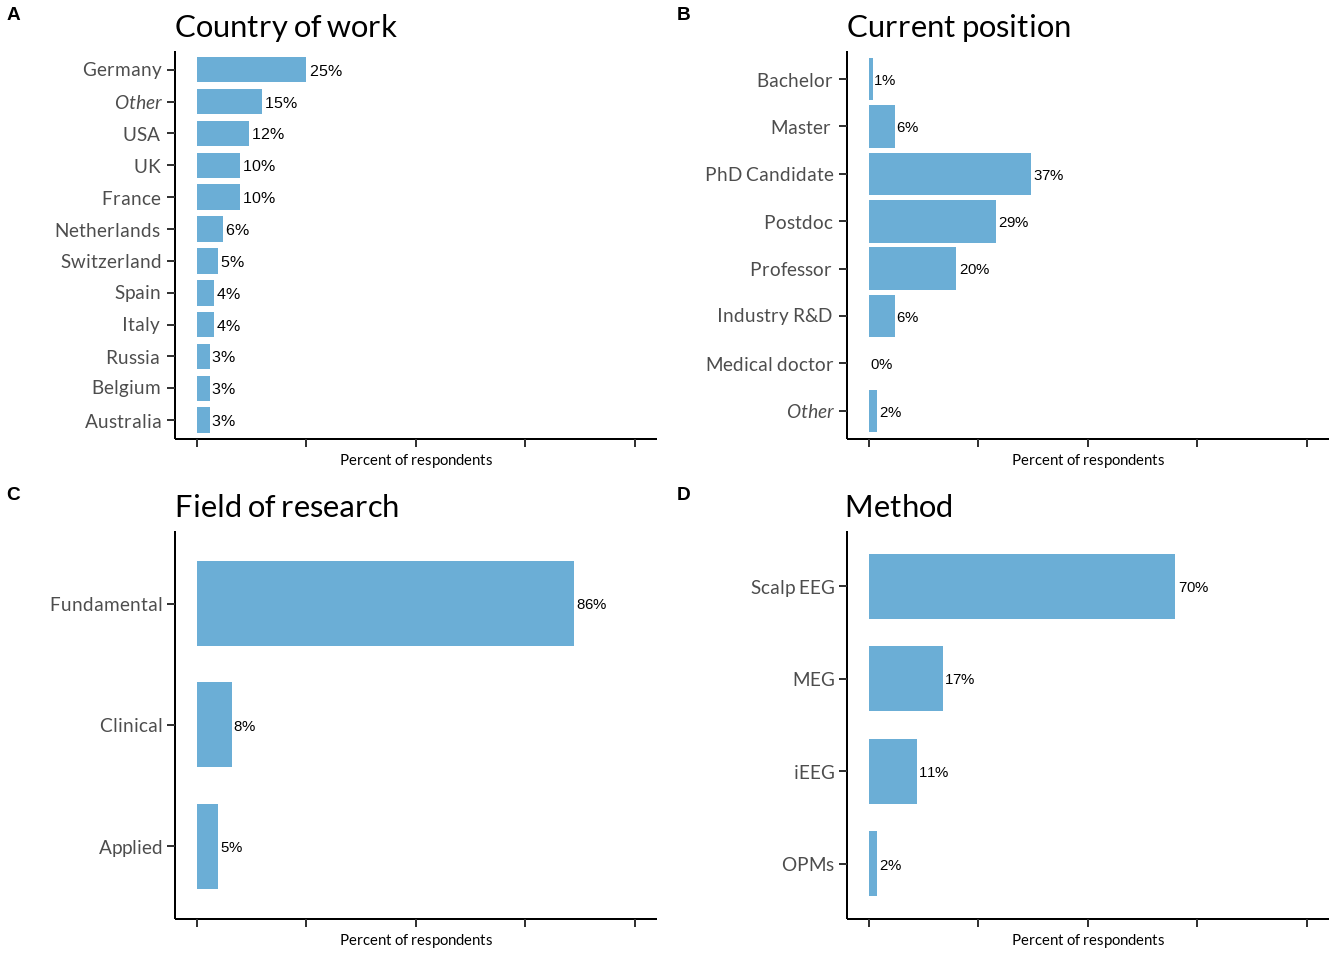 A
Country of work
Germany 25%
Other 15%
USA 12%
UK 10%
France 10%
Netherlands 6%
Switzerland 5%
Spain 4%
Italy 4%
Russia 3%
Belgium 3%
Australia 3%
Percent of respondents
B
Current position
Bachelor 1%
Master 6%
PhD Candidate 37%
Postdoc 29%
Professor 20%
Industry R&D 6%
Medical doctor 0%
Other 2%
Percent of respondents
C
Field of research
Fundamental 86%
Clinical 8%
Applied 5%
Percent of respondents
D
Method
Scalp EEG 70%
MEG 17%
iEEG 11%
OPMs 2%
Percent of respondents